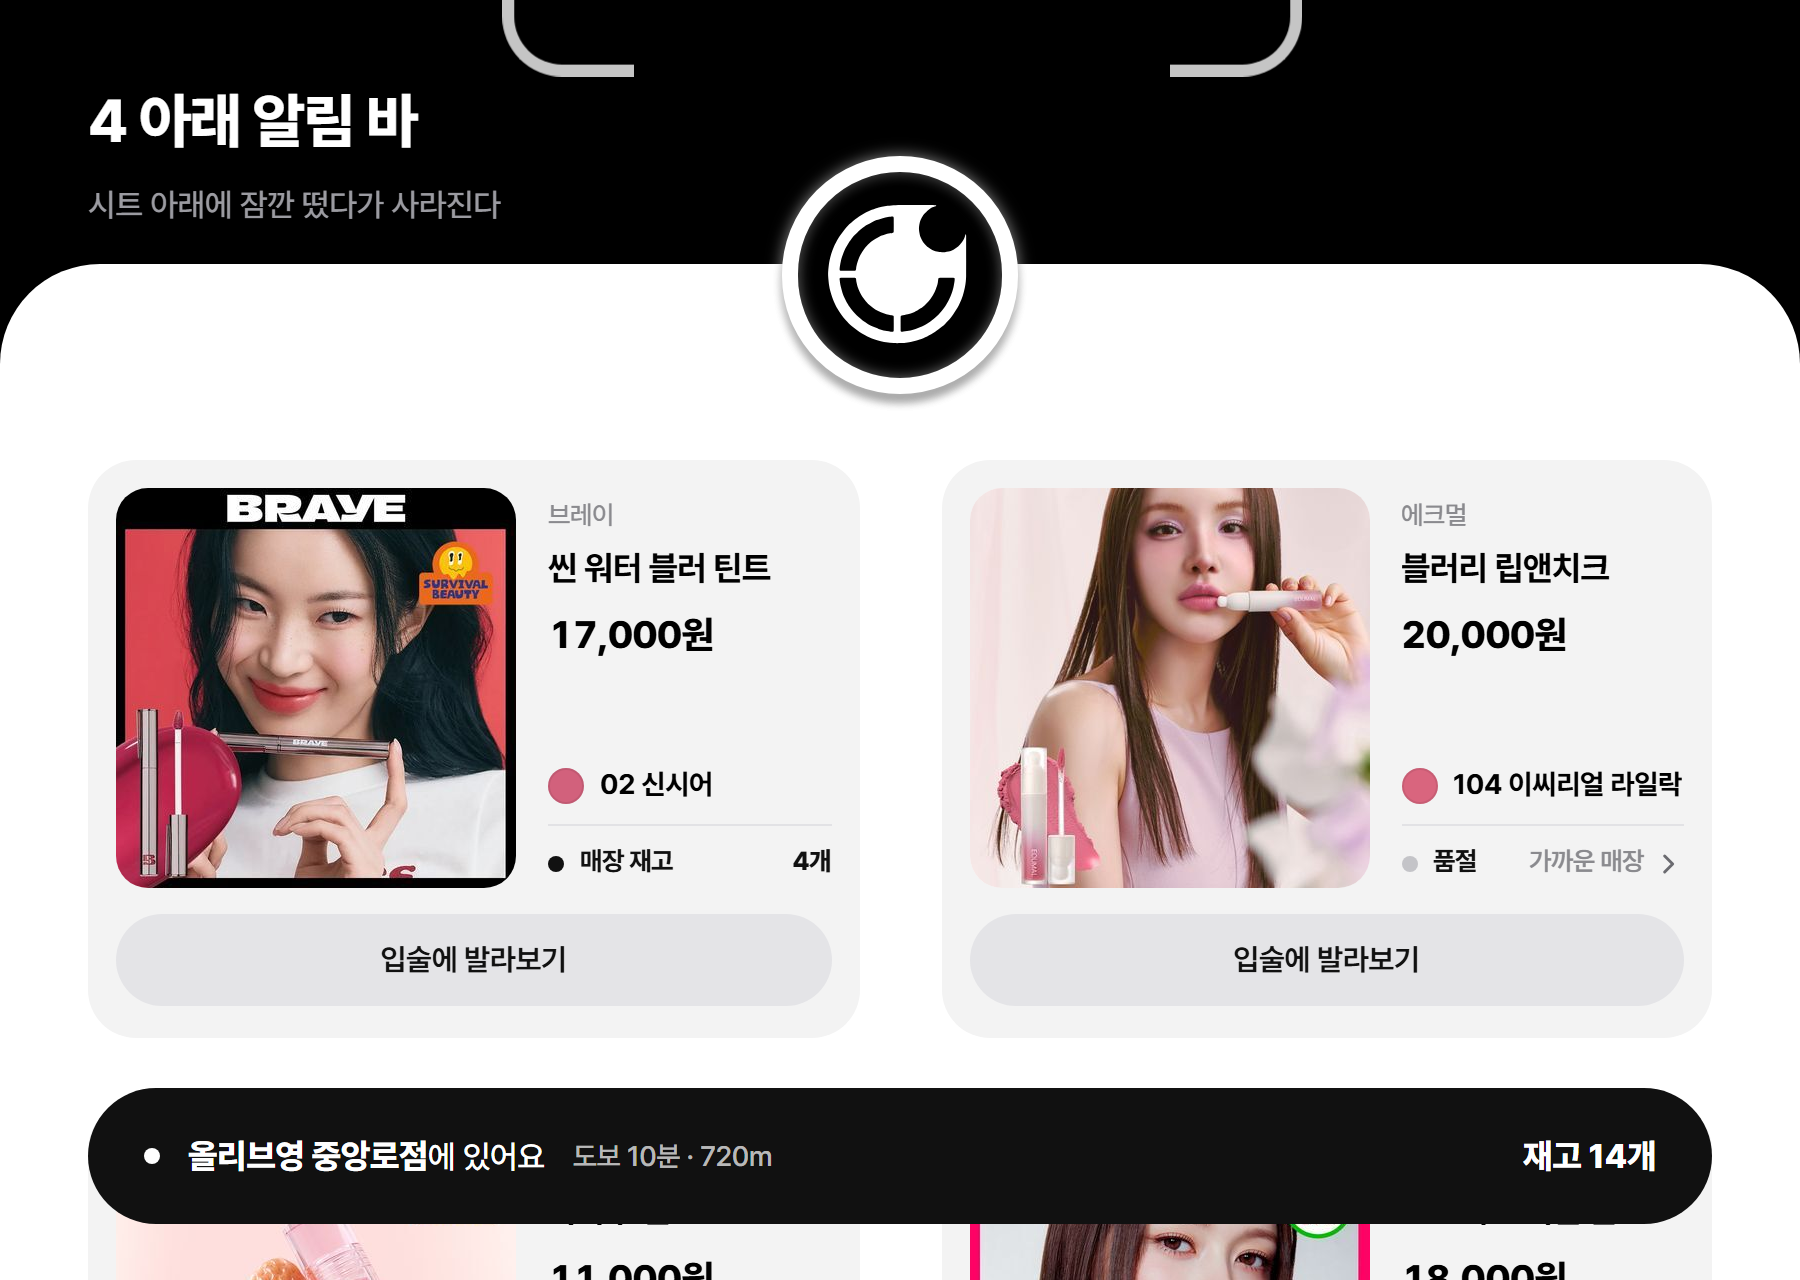 4 아래 알림 바
시트 아래에 잠깐 떴다가 사라진다
BRAVE
SURVIVAL
BEAUTY
BRAVE
브레이
씬 워터 블러 틴트
17,000원
02 신시어
매장 재고 4개
입술에 발라보기
에크멀
블러리 립앤치크
20,000원
104 이씨리얼 라일락
품절 가까운 매장
입술에 발라보기
올리브영 중앙로점에 있어요 도보 10분 · 720m 재고 14개
11,000원
18,000원